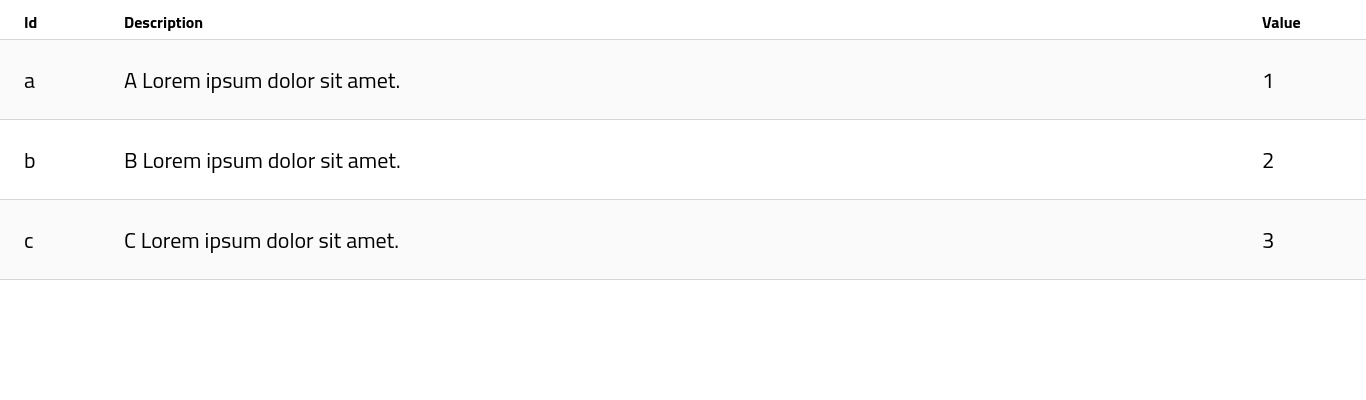 Id Description Value
a A Lorem ipsum dolor sit amet. 1
b B Lorem ipsum dolor sit amet. 2
c C Lorem ipsum dolor sit amet. 3